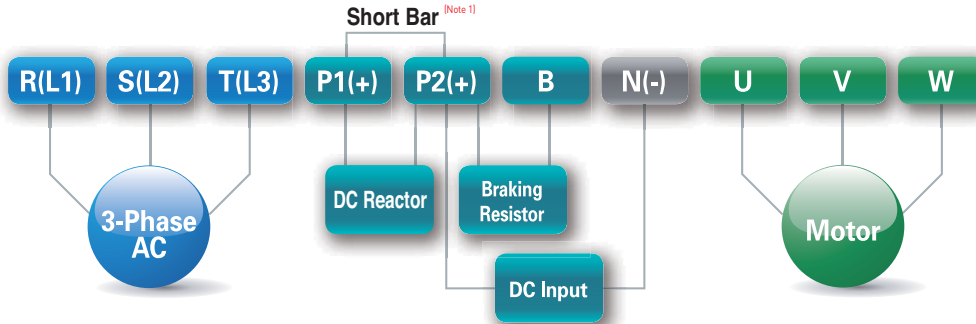 Short Bar (Note 1)
R(L1) S(L2) T(L3) P1(+) P2(+) B N(-) U V W
DC Reactor
Braking
Resistor
3-Phase
AC
Motor
DC Input